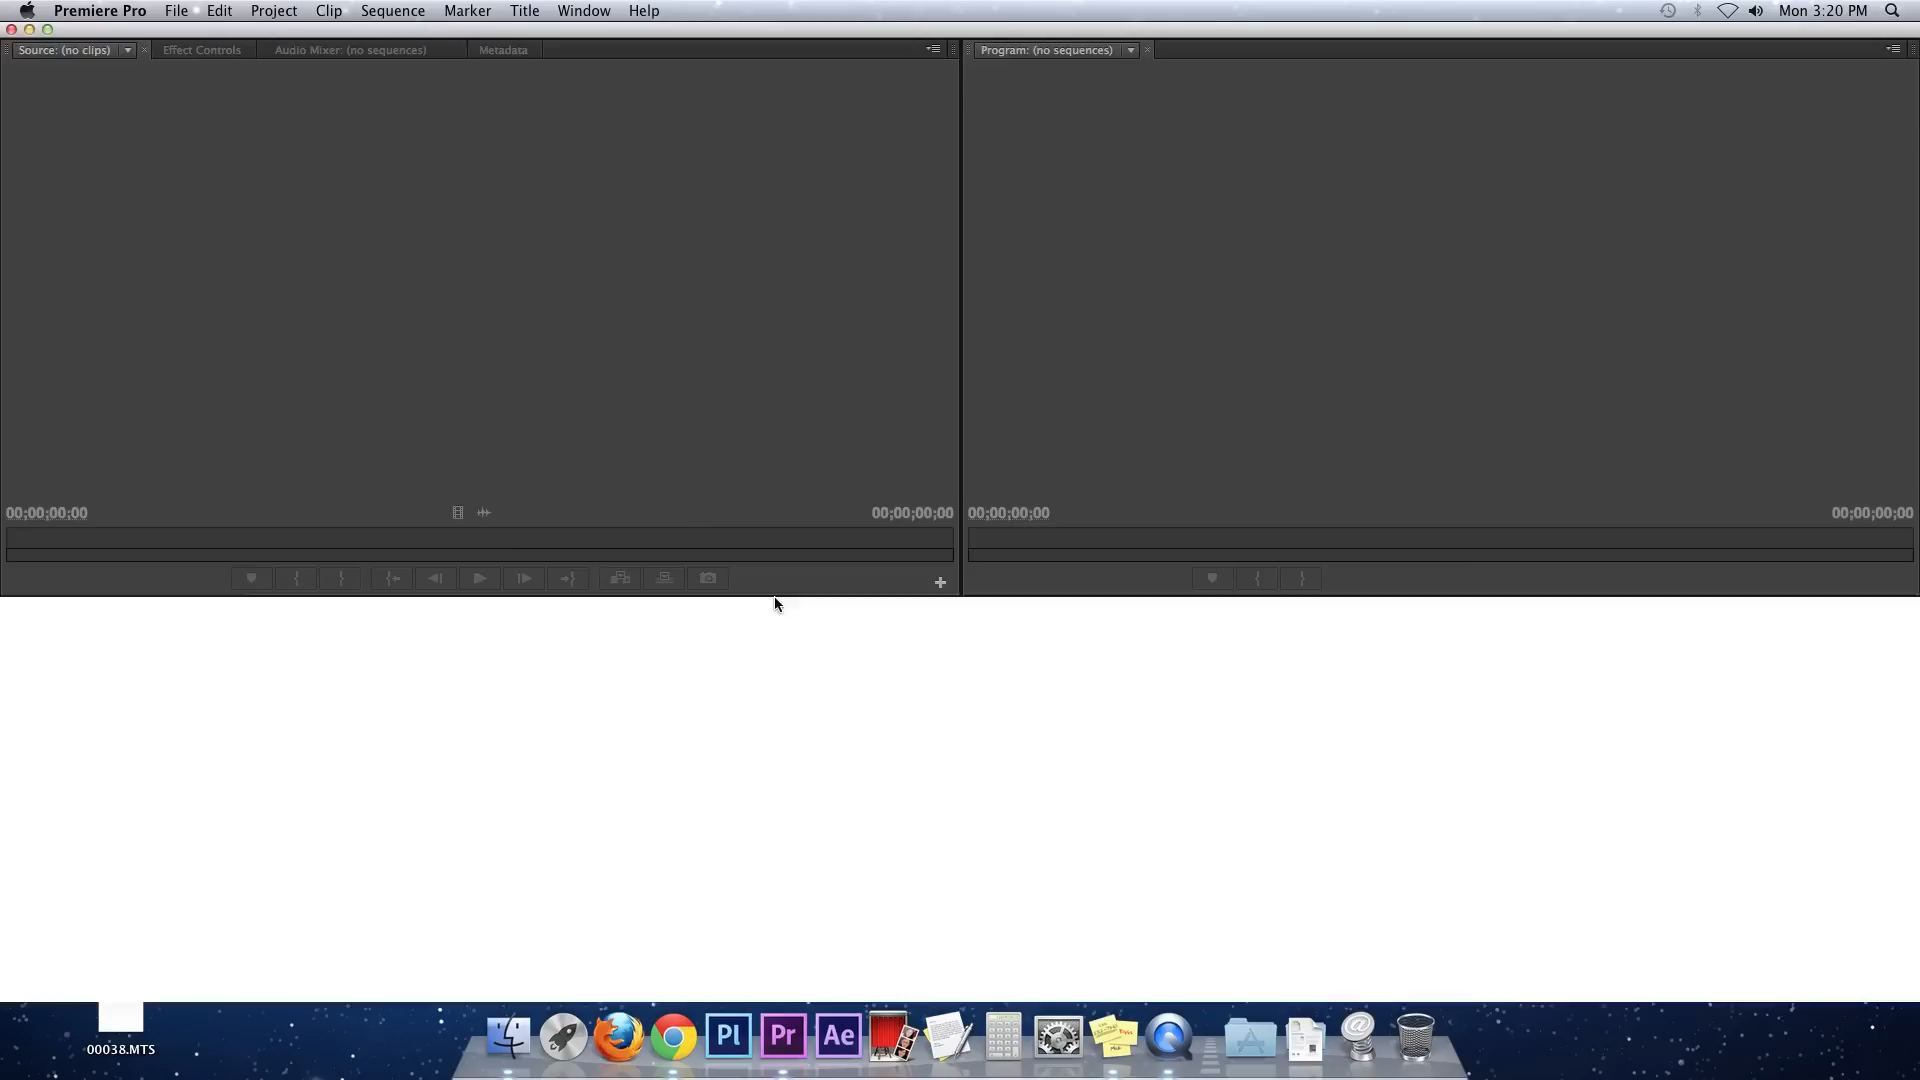 Premiere Pro File Edit Project Clip Sequence Marker Title Window Help Mon 3:20 PM
Source: (no clips) Effect Controls Audio Mixer: (no sequences) Metadata Program: (no sequences)
00;00;00;00 00;00;00;00 00;00;00;00 00;00;00;00
Pl Pr Ae
00038.MTS